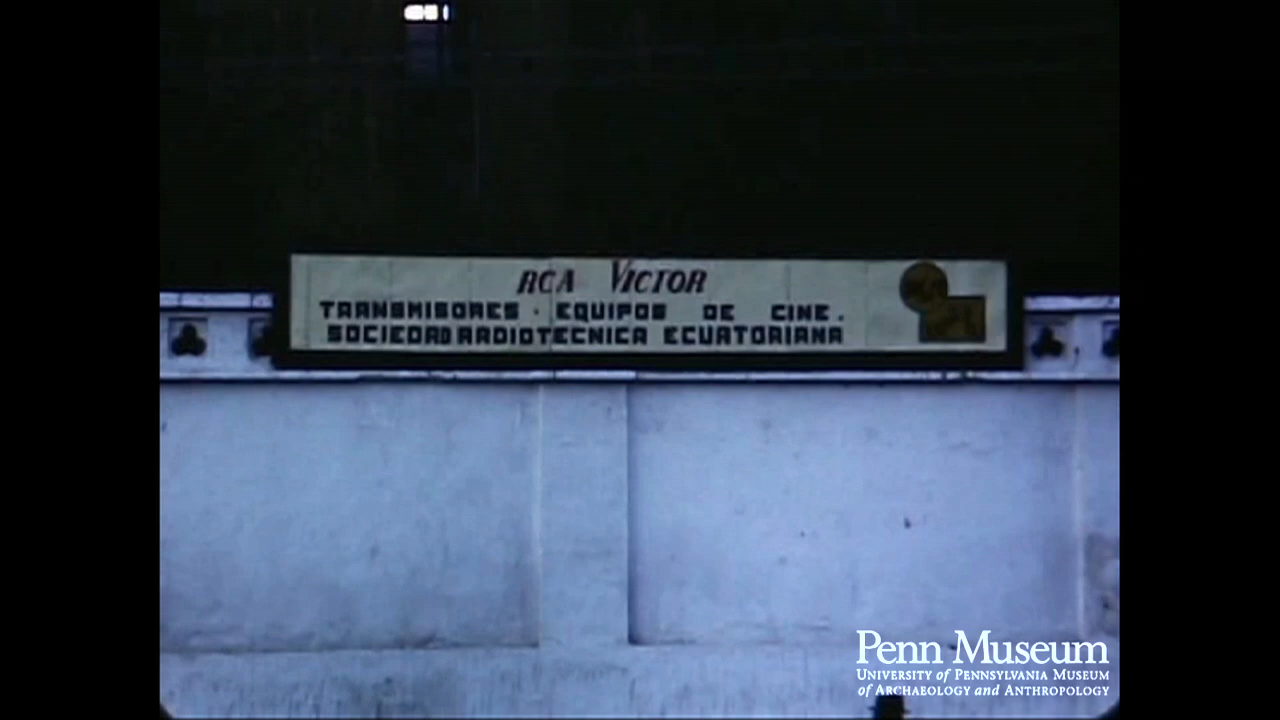 RCA VICTOR
TRANSMISORES · EQUIPOS DE CINE.
SOCIEDAD RADIOTECNICA ECUATORIANA
Penn Museum
UNIVERSITY OF PENNSYLVANIA MUSEUM
of ARCHAEOLOGY and ANTHROPOLOGY